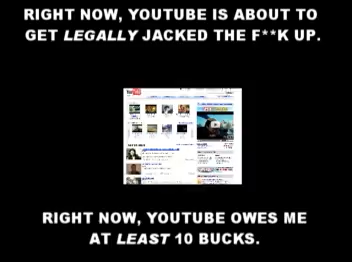 RIGHT NOW, YOUTUBE IS ABOUT TO
GET LEGALLY JACKED THE F**K UP.
RIGHT NOW, YOUTUBE OWES ME
AT LEAST 10 BUCKS.